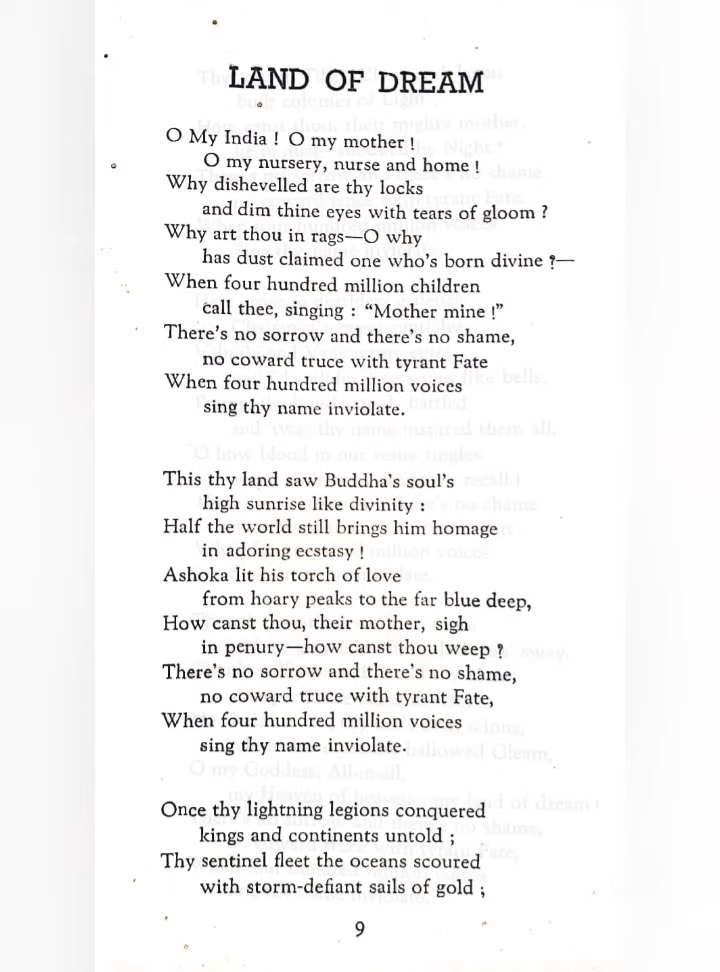 LAND OF DREAM
O My India ! O my mother !
O my nursery, nurse and home !
Why dishevelled are thy locks
and dim thine eyes with tears of gloom ?
Why art thou in rags—O why
has dust claimed one who's born divine ?—
When four hundred million children
call thee, singing : “Mother mine !”
There's no sorrow and there's no shame,
no coward truce with tyrant Fate
When four hundred million voices
sing thy name inviolate.
This thy land saw Buddha's soul's
high sunrise like divinity :
Half the world still brings him homage
in adoring ecstasy !
Ashoka lit his torch of love
from hoary peaks to the far blue deep,
How canst thou, their mother, sigh
in penury—how canst thou weep ?
There's no sorrow and there's no shame,
no coward truce with tyrant Fate,
When four hundred million voices
sing thy name inviolate.
Once thy lightning legions conquered
kings and continents untold ;
Thy sentinel fleet the oceans scoured
with storm-defiant sails of gold ;
9